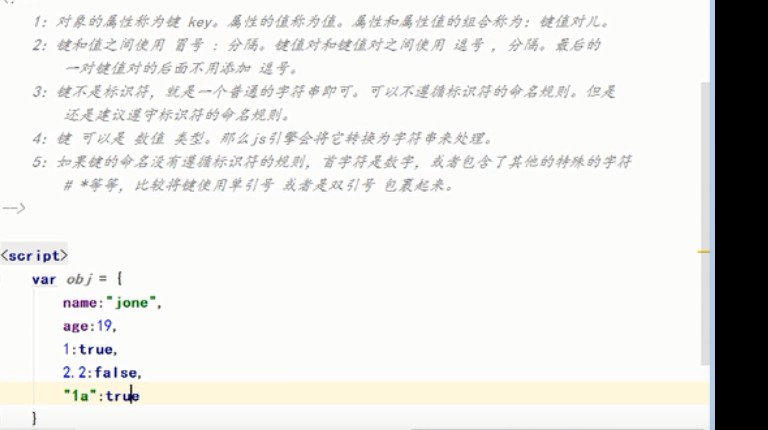 1: 对象的属性称为键 key。属性的值称为值。属性和属性值的组合称为: 键值对儿。
2: 键和值之间使用 冒号 : 分隔。键值对和键值对之间使用 逗号 , 分隔。最后的
一对键值对的后面不用添加 逗号。
3: 键不是标识符, 就是一个普通的字符串即可。可以不遵循标识符的命名规则。但是
还是建议遵守标识符的命名规则。
4: 键 可以是 数值 类型。那么js引擎会将它转换为字符串来处理。
5: 如果键的命名没有遵循标识符的规则, 首字符是数字, 或者包含了其他的特殊的字符
# *等等, 比较将键使用单引号 或者是双引号 包裹起来。
-->
<script>
var obj = {
name:"jone",
age:19,
1:true,
2.2:false,
"1a":true
}